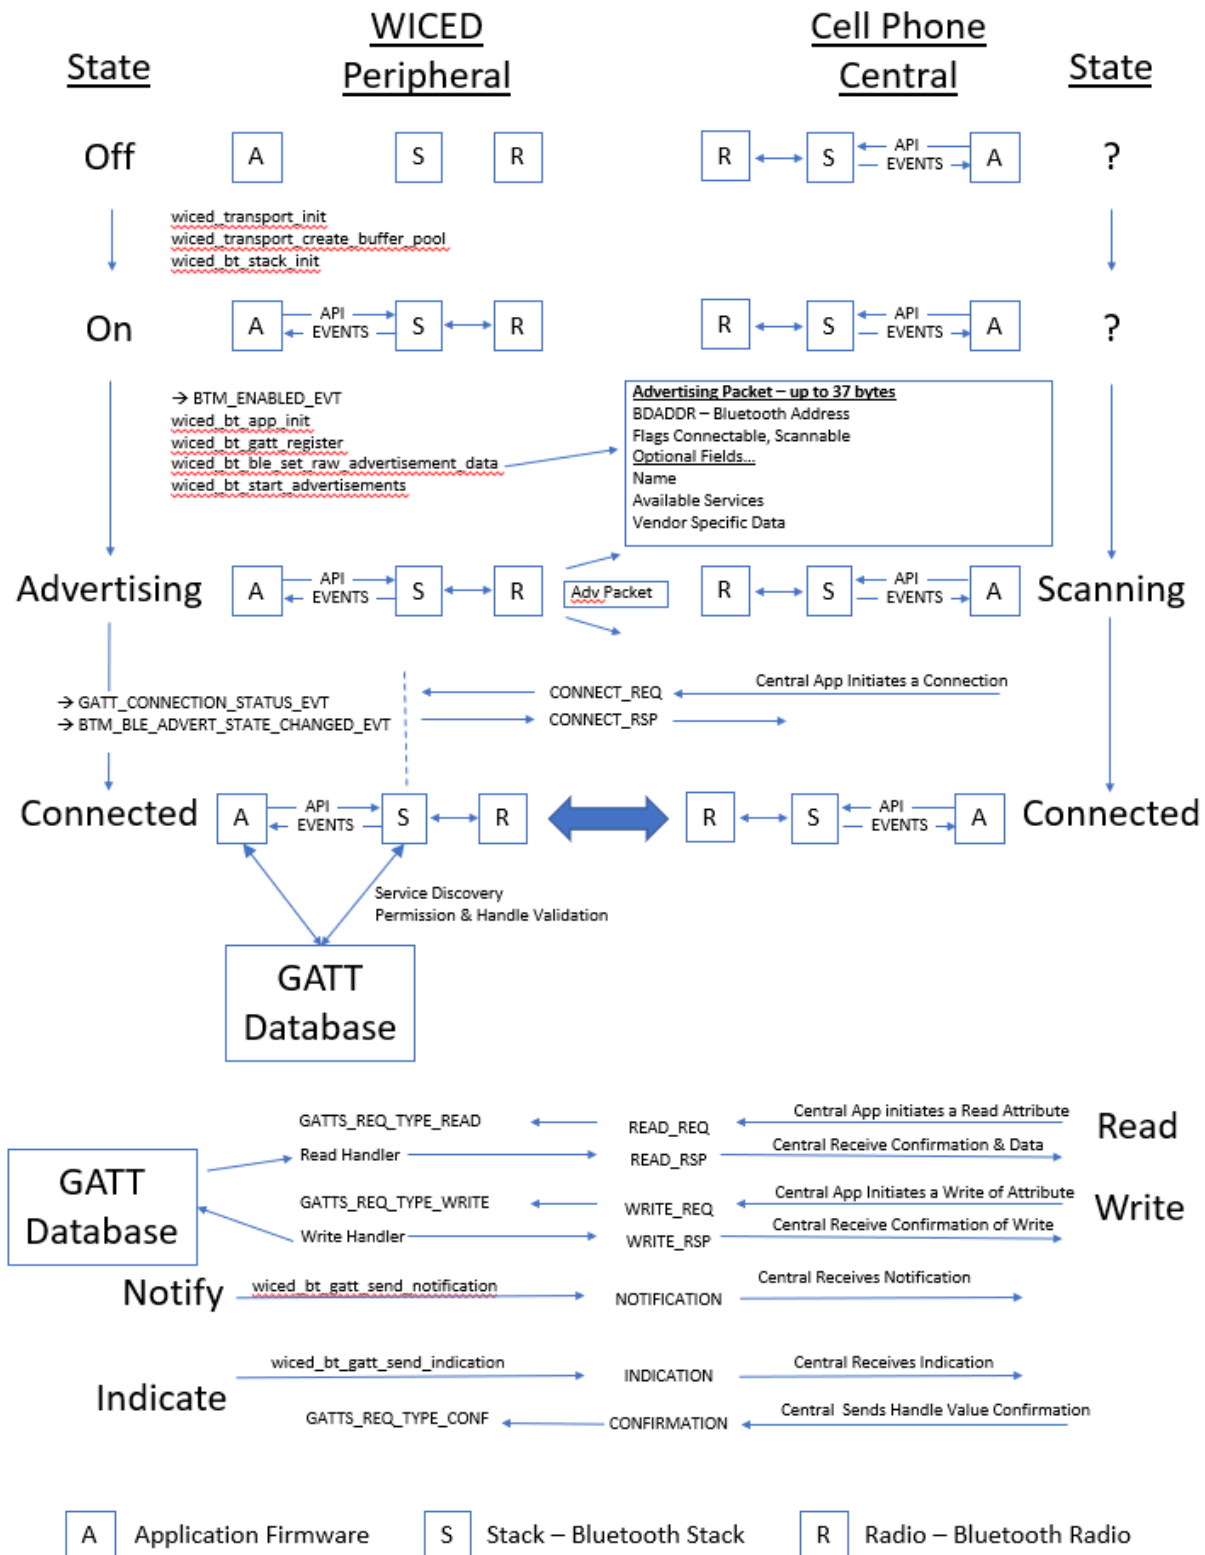 WICED
Peripheral
Cell Phone
Central
State
State
Off
A
S
R
R
S
API
EVENTS
A
?
wiced_transport_init
wiced_transport_create_buffer_pool
wiced_bt_stack_init
On
A
API
EVENTS
S
R
R
S
API
EVENTS
A
?
→ BTM_ENABLED_EVT
wiced_bt_app_init
wiced_bt_gatt_register
wiced_bt_ble_set_raw_advertisement_data
wiced_bt_start_advertisements
Advertising Packet – up to 37 bytes
BDADDR – Bluetooth Address
Flags Connectable, Scannable
Optional Fields...
Name
Available Services
Vendor Specific Data
Advertising
A
API
EVENTS
S
R
Adv Packet
R
S
API
EVENTS
A
Scanning
→ GATT_CONNECTION_STATUS_EVT
→ BTM_BLE_ADVERT_STATE_CHANGED_EVT
CONNECT_REQ
Central App Initiates a Connection
CONNECT_RSP
Connected
A
API
EVENTS
S
R
R
S
API
EVENTS
A
Connected
Service Discovery
Permission & Handle Validation
GATT
Database
GATTS_REQ_TYPE_READ
READ_REQ
Central App initiates a Read Attribute
Read
Read Handler
READ_RSP
Central Receive Confirmation & Data
GATT
Database
GATTS_REQ_TYPE_WRITE
WRITE_REQ
Central App Initiates a Write of Attribute
Write
Write Handler
WRITE_RSP
Central Receive Confirmation of Write
Notify
wiced_bt_gatt_send_notification
NOTIFICATION
Central Receives Notification
Indicate
wiced_bt_gatt_send_indication
INDICATION
Central Receives Indication
GATTS_REQ_TYPE_CONF
CONFIRMATION
Central Sends Handle Value Confirmation
A
Application Firmware
S
Stack – Bluetooth Stack
R
Radio – Bluetooth Radio